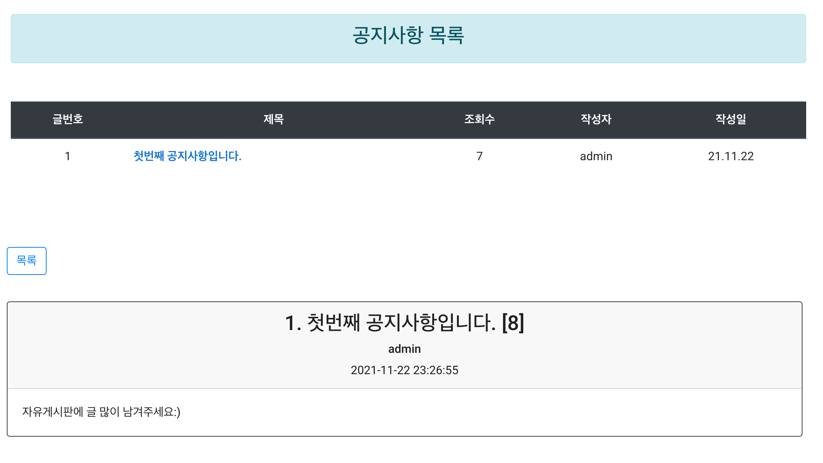 공지사항 목록
글번호 제목 조회수 작성자 작성일
1 첫번째 공지사항입니다. 7 admin 21.11.22
목록
1. 첫번째 공지사항입니다. [8]
admin
2021-11-22 23:26:55
자유게시판에 글 많이 남겨주세요:)